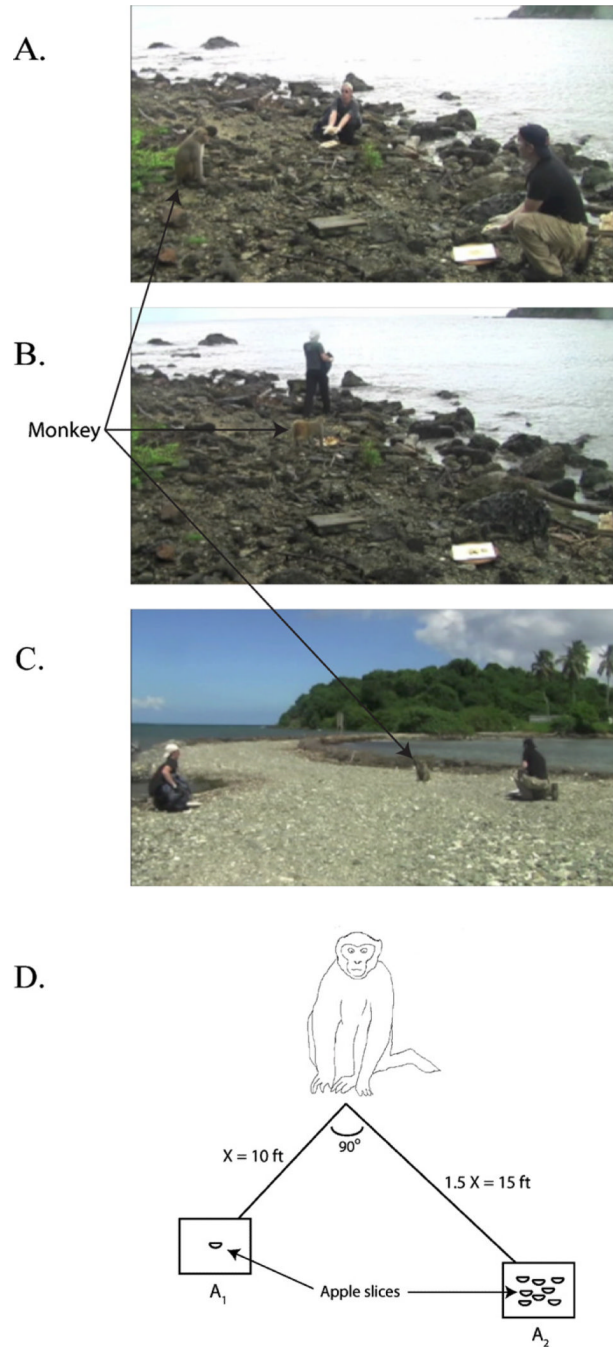 A.
B.
Monkey
C.
D.
X = 10 ft
90°
1.5 X = 15 ft
Apple slices
A₁
A₂